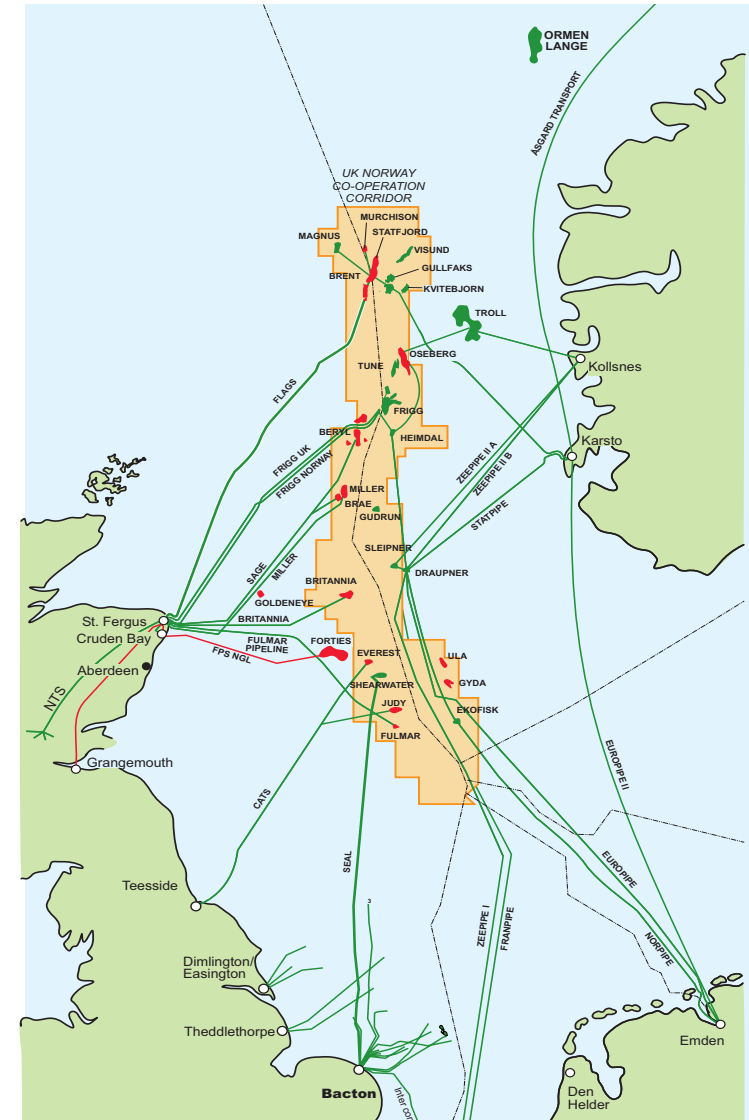 ORMEN
LANGE
ÅSGARD TRANSPORT
UK NORWAY
CO-OPERATION
CORRIDOR
MURCHISON
STATFJORD
MAGNUS
VISUND
GULLFAKS
BRENT
KVITEBJORN
TROLL
OSEBERG
TUNE
Kollsnes
FLAGS
FRIGG
BERYL
HEIMDAL
Karsto
FRIGG UK
FRIGG NORWAY
ZEEPIPE II A
ZEEPIPE II B
STATPIPE
MILLER
BRAE
GUDRUN
SLEIPNER
DRAUPNER
SAGE
MILLER
BRITANNIA
GOLDENEYE
BRITANNIA
St. Fergus
Cruden Bay
FULMAR
PIPELINE
FORTIES
FPS NGL
EVEREST
ULA
Aberdeen
SHEARWATER
GYDA
NTS
JUDY
EKOFISK
FULMAR
Grangemouth
EUROPIPE II
CATS
SEAL
EUROPIPE
Teesside
3
ZEEPIPE I
FRANPIPE
NORPIPE
Dimlington/
Easington
Theddlethorpe
Emden
Bacton
Inter con
Den
Helder